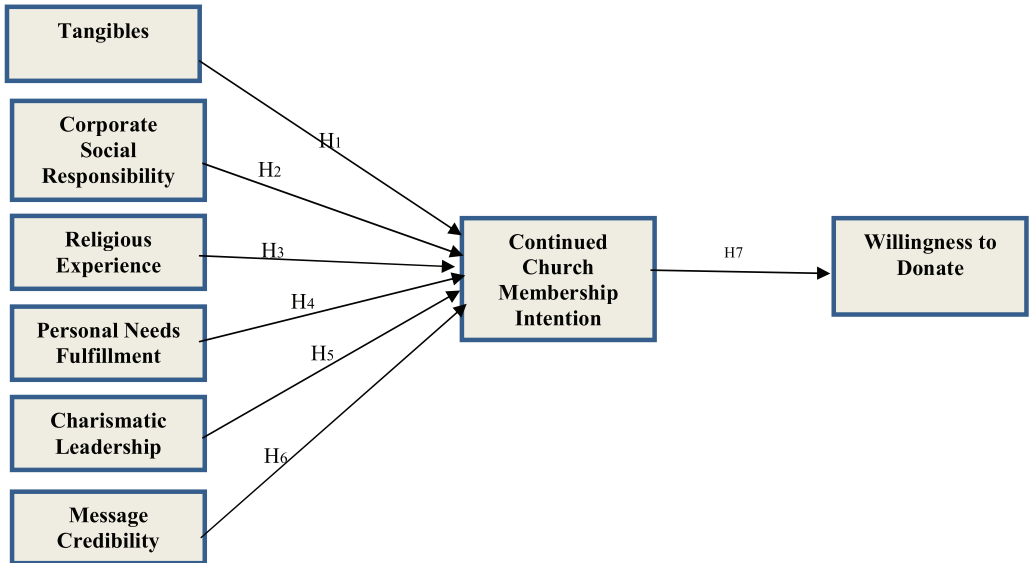 Tangibles
H1
Corporate
Social
Responsibility
H2
Religious
Experience
H3
Personal Needs
Fulfillment
H4
Charismatic
Leadership
H5
Message
Credibility
H6
Continued
Church
Membership
Intention
H7
Willingness to
Donate